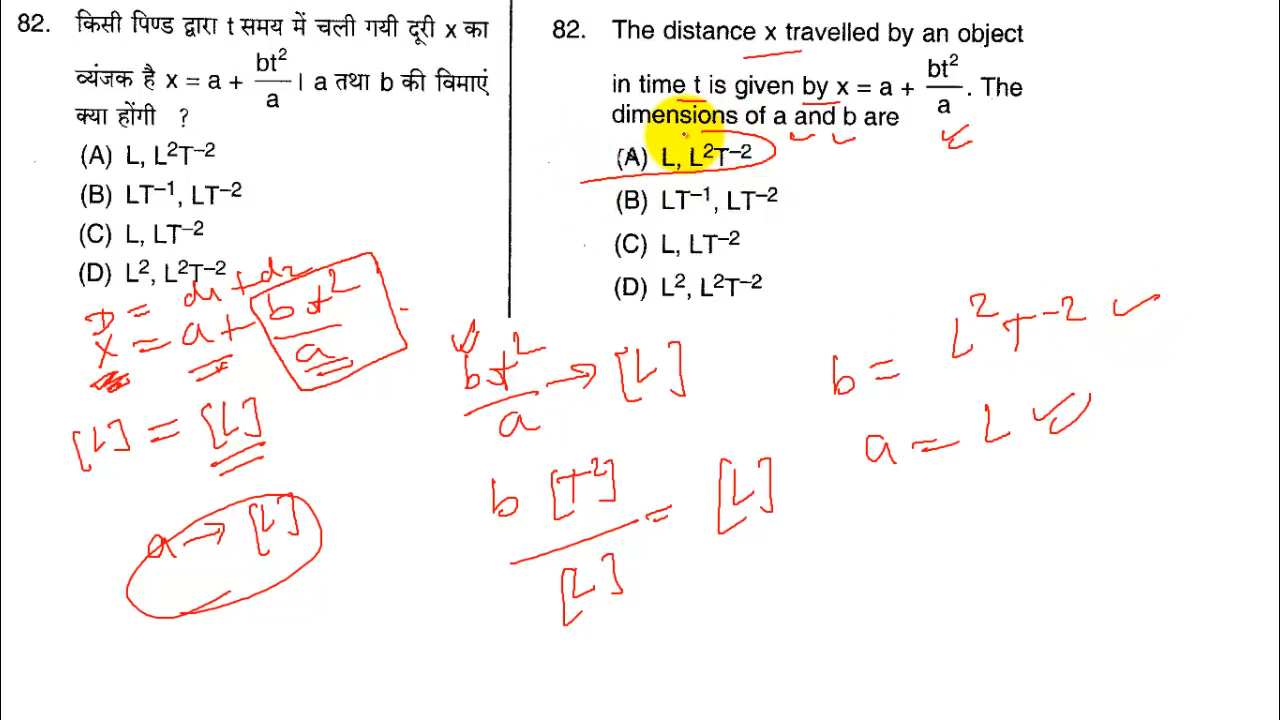 82. किसी पिण्ड द्वारा t समय में चली गयी दूरी x का
व्यंजक है x = a + bt²/a । a तथा b की विमाएं
क्या होंगी ?
(A) L, L²T⁻²
(B) LT⁻¹, LT⁻²
(C) L, LT⁻²
(D) L², L²T⁻²
82. The distance x travelled by an object
in time t is given by x = a + bt²/a. The
dimensions of a and b are
(A) L, L²T⁻²
(B) LT⁻¹, LT⁻²
(C) L, LT⁻²
(D) L², L²T⁻²
D = d1 + d2
x = a + bt²/a
[L] = [L]
a → [L]
bt²/a → [L]
b [T²]/[L] = [L]
b = L²T⁻²
a = L